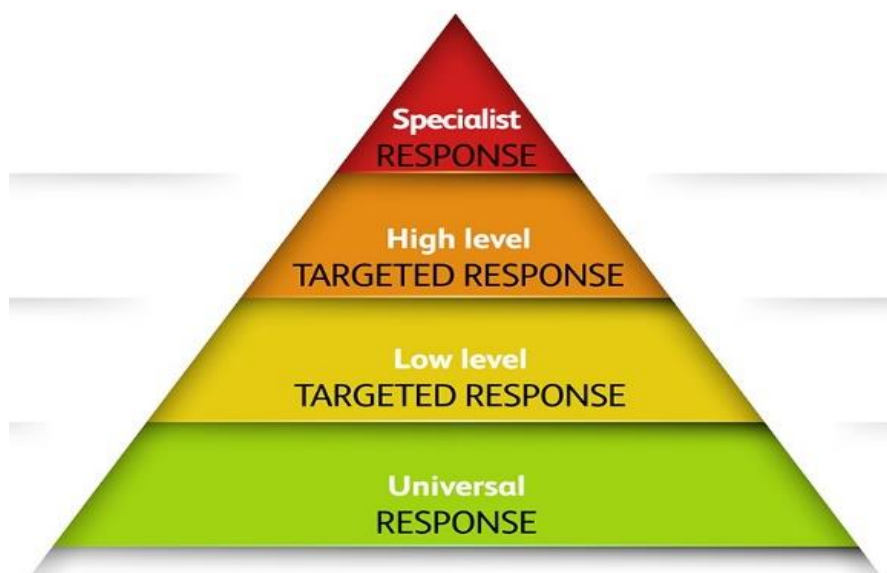 Specialist
RESPONSE
High level
TARGETED RESPONSE
Low level
TARGETED RESPONSE
Universal
RESPONSE